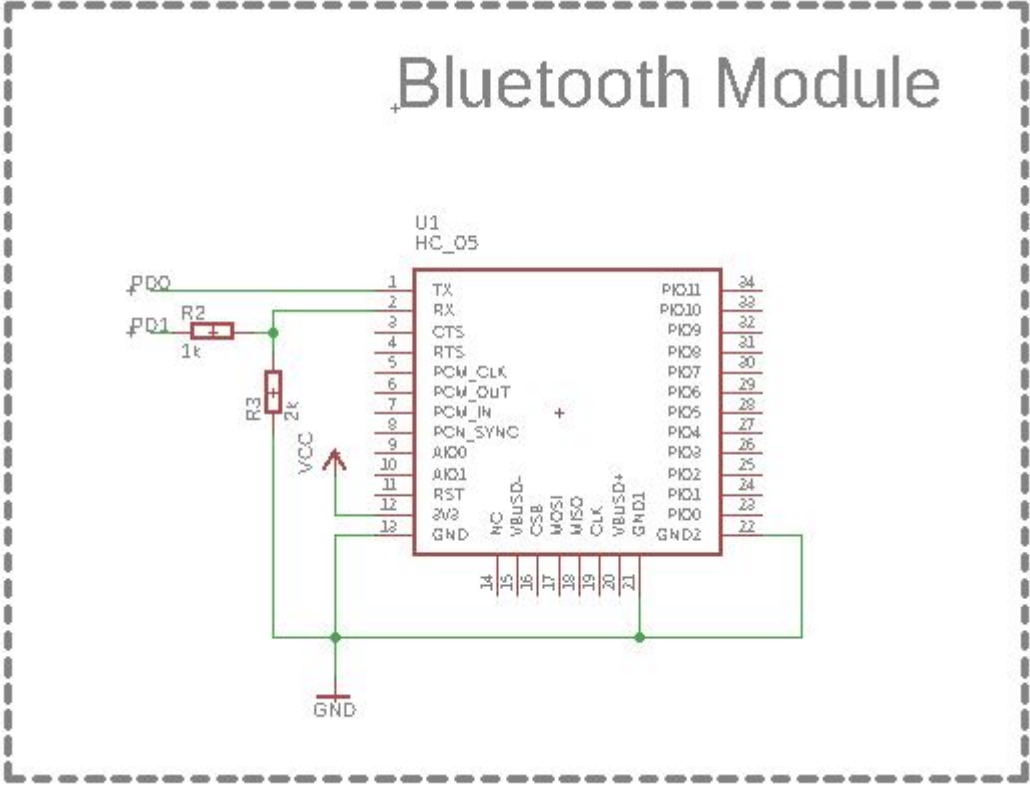 Bluetooth Module
U1
HC_05
PD0
PD1
R2
1k
R3
2k
VCC
GND
1 TX
2 RX
3 CTS
4 RTS
5 PCM_CLK
6 PCM_OUT
7 PCM_IN
8 PCN_SYNC
9 AIO0
10 AIO1
11 RST
12 3V3
13 GND
14 NC
15 VBUSD-
16 CSB
17 MOSI
18 MISO
19 CLK
20 VBUSD+
21 GND1
PIO11 34
PIO10 33
PIO9 32
PIO8 31
PIO7 30
PIO6 29
PIO5 28
PIO4 27
PIO3 26
PIO2 25
PIO1 24
PIO0 23
GND2 22